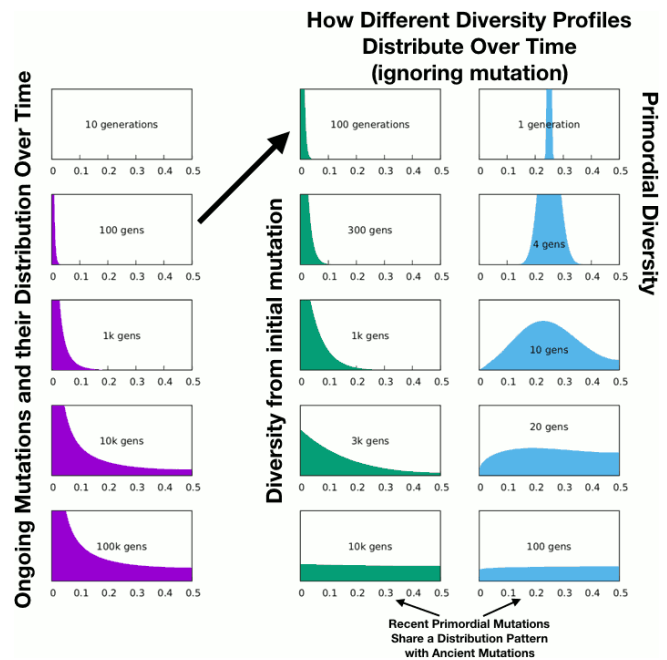 How Different Diversity Profiles
Distribute Over Time
(ignoring mutation)
Ongoing Mutations and their Distribution Over Time
10 generations
0 0.1 0.2 0.3 0.4 0.5
100 gens
0 0.1 0.2 0.3 0.4 0.5
1k gens
0 0.1 0.2 0.3 0.4 0.5
10k gens
0 0.1 0.2 0.3 0.4 0.5
100k gens
0 0.1 0.2 0.3 0.4 0.5
Diversity from initial mutation
100 generations
0 0.1 0.2 0.3 0.4 0.5
300 gens
0 0.1 0.2 0.3 0.4 0.5
1k gens
0 0.1 0.2 0.3 0.4 0.5
3k gens
0 0.1 0.2 0.3 0.4 0.5
10k gens
0 0.1 0.2 0.3 0.4 0.5
Primordial Diversity
1 generation
0 0.1 0.2 0.3 0.4 0.5
4 gens
0 0.1 0.2 0.3 0.4 0.5
10 gens
0 0.1 0.2 0.3 0.4 0.5
20 gens
0 0.1 0.2 0.3 0.4 0.5
100 gens
0 0.1 0.2 0.3 0.4 0.5
Recent Primordial Mutations
Share a Distribution Pattern
with Ancient Mutations